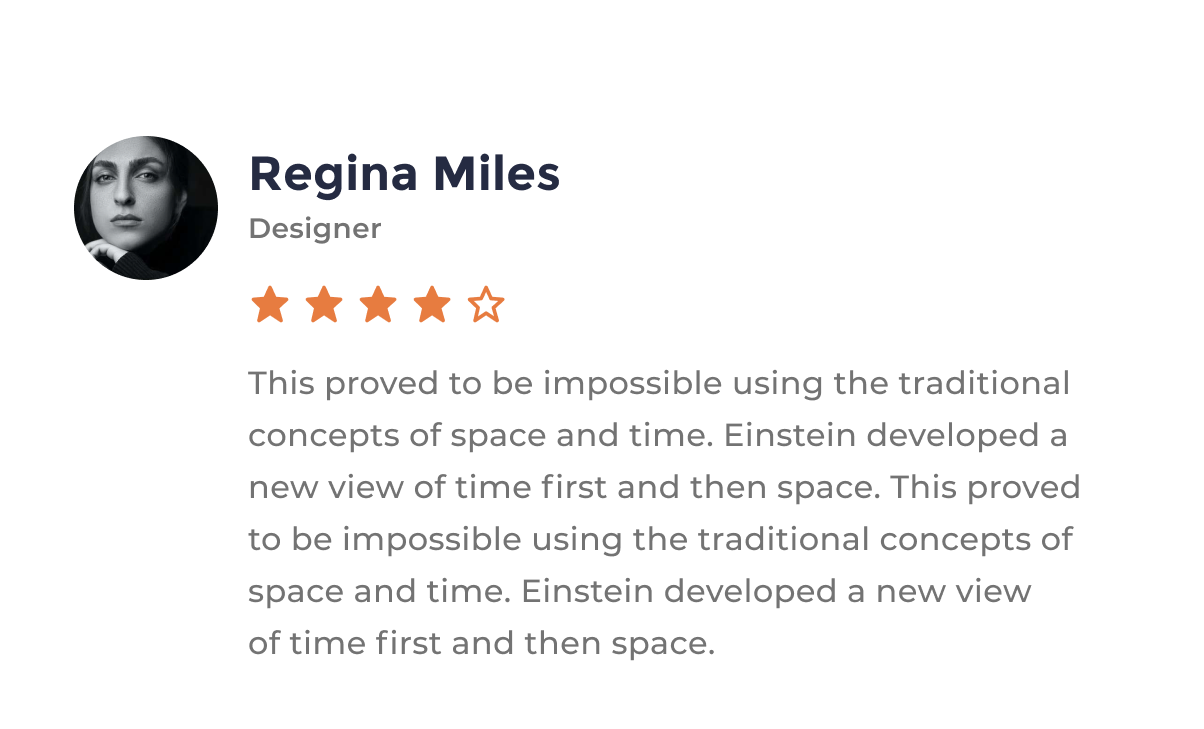 Regina Miles
Designer
This proved to be impossible using the traditional
concepts of space and time. Einstein developed a
new view of time first and then space. This proved
to be impossible using the traditional concepts of
space and time. Einstein developed a new view
of time first and then space.